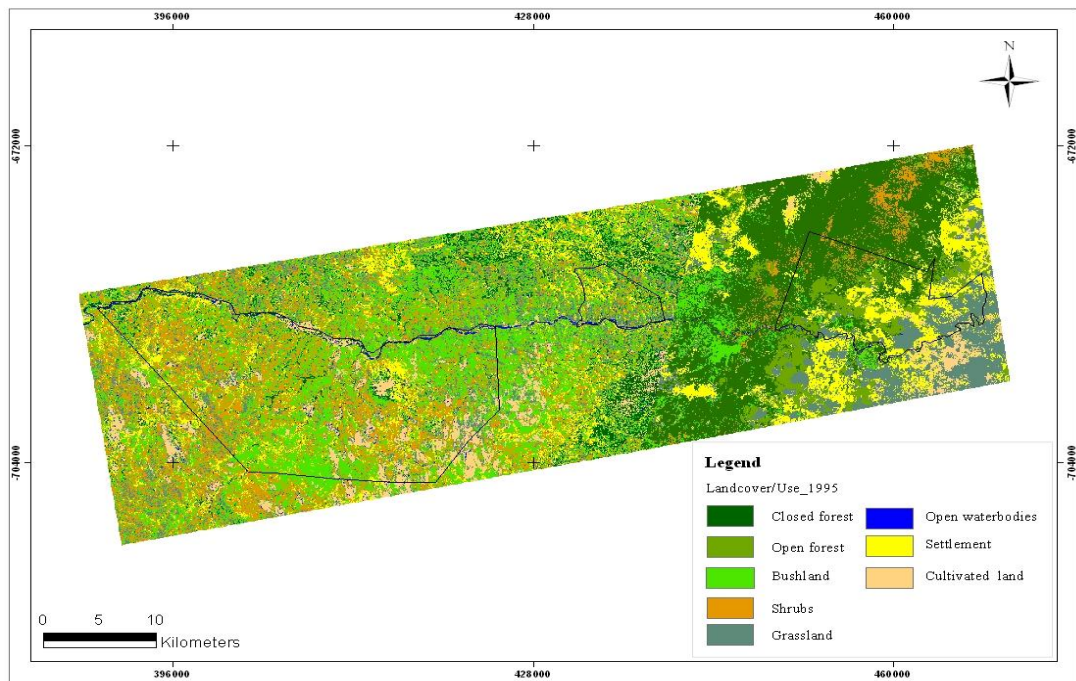 396000 428000 460000
N
-672000 -672000
-704000 -704000
Legend
Landcover/Use_1995
Closed forest Open waterbodies
Open forest Settlement
Bushland Cultivated land
Shrubs
Grassland
0 5 10
Kilometers
396000 428000 460000